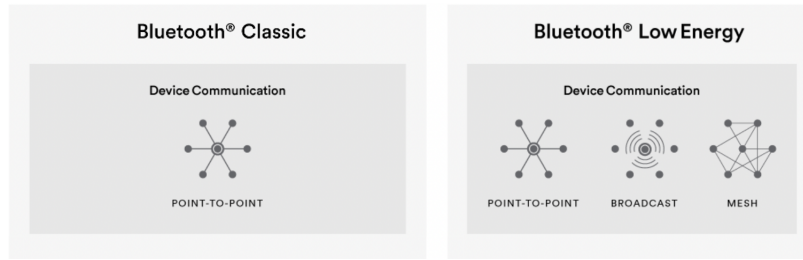 Bluetooth® Classic
Device Communication
POINT-TO-POINT
Bluetooth® Low Energy
Device Communication
POINT-TO-POINT
BROADCAST
MESH